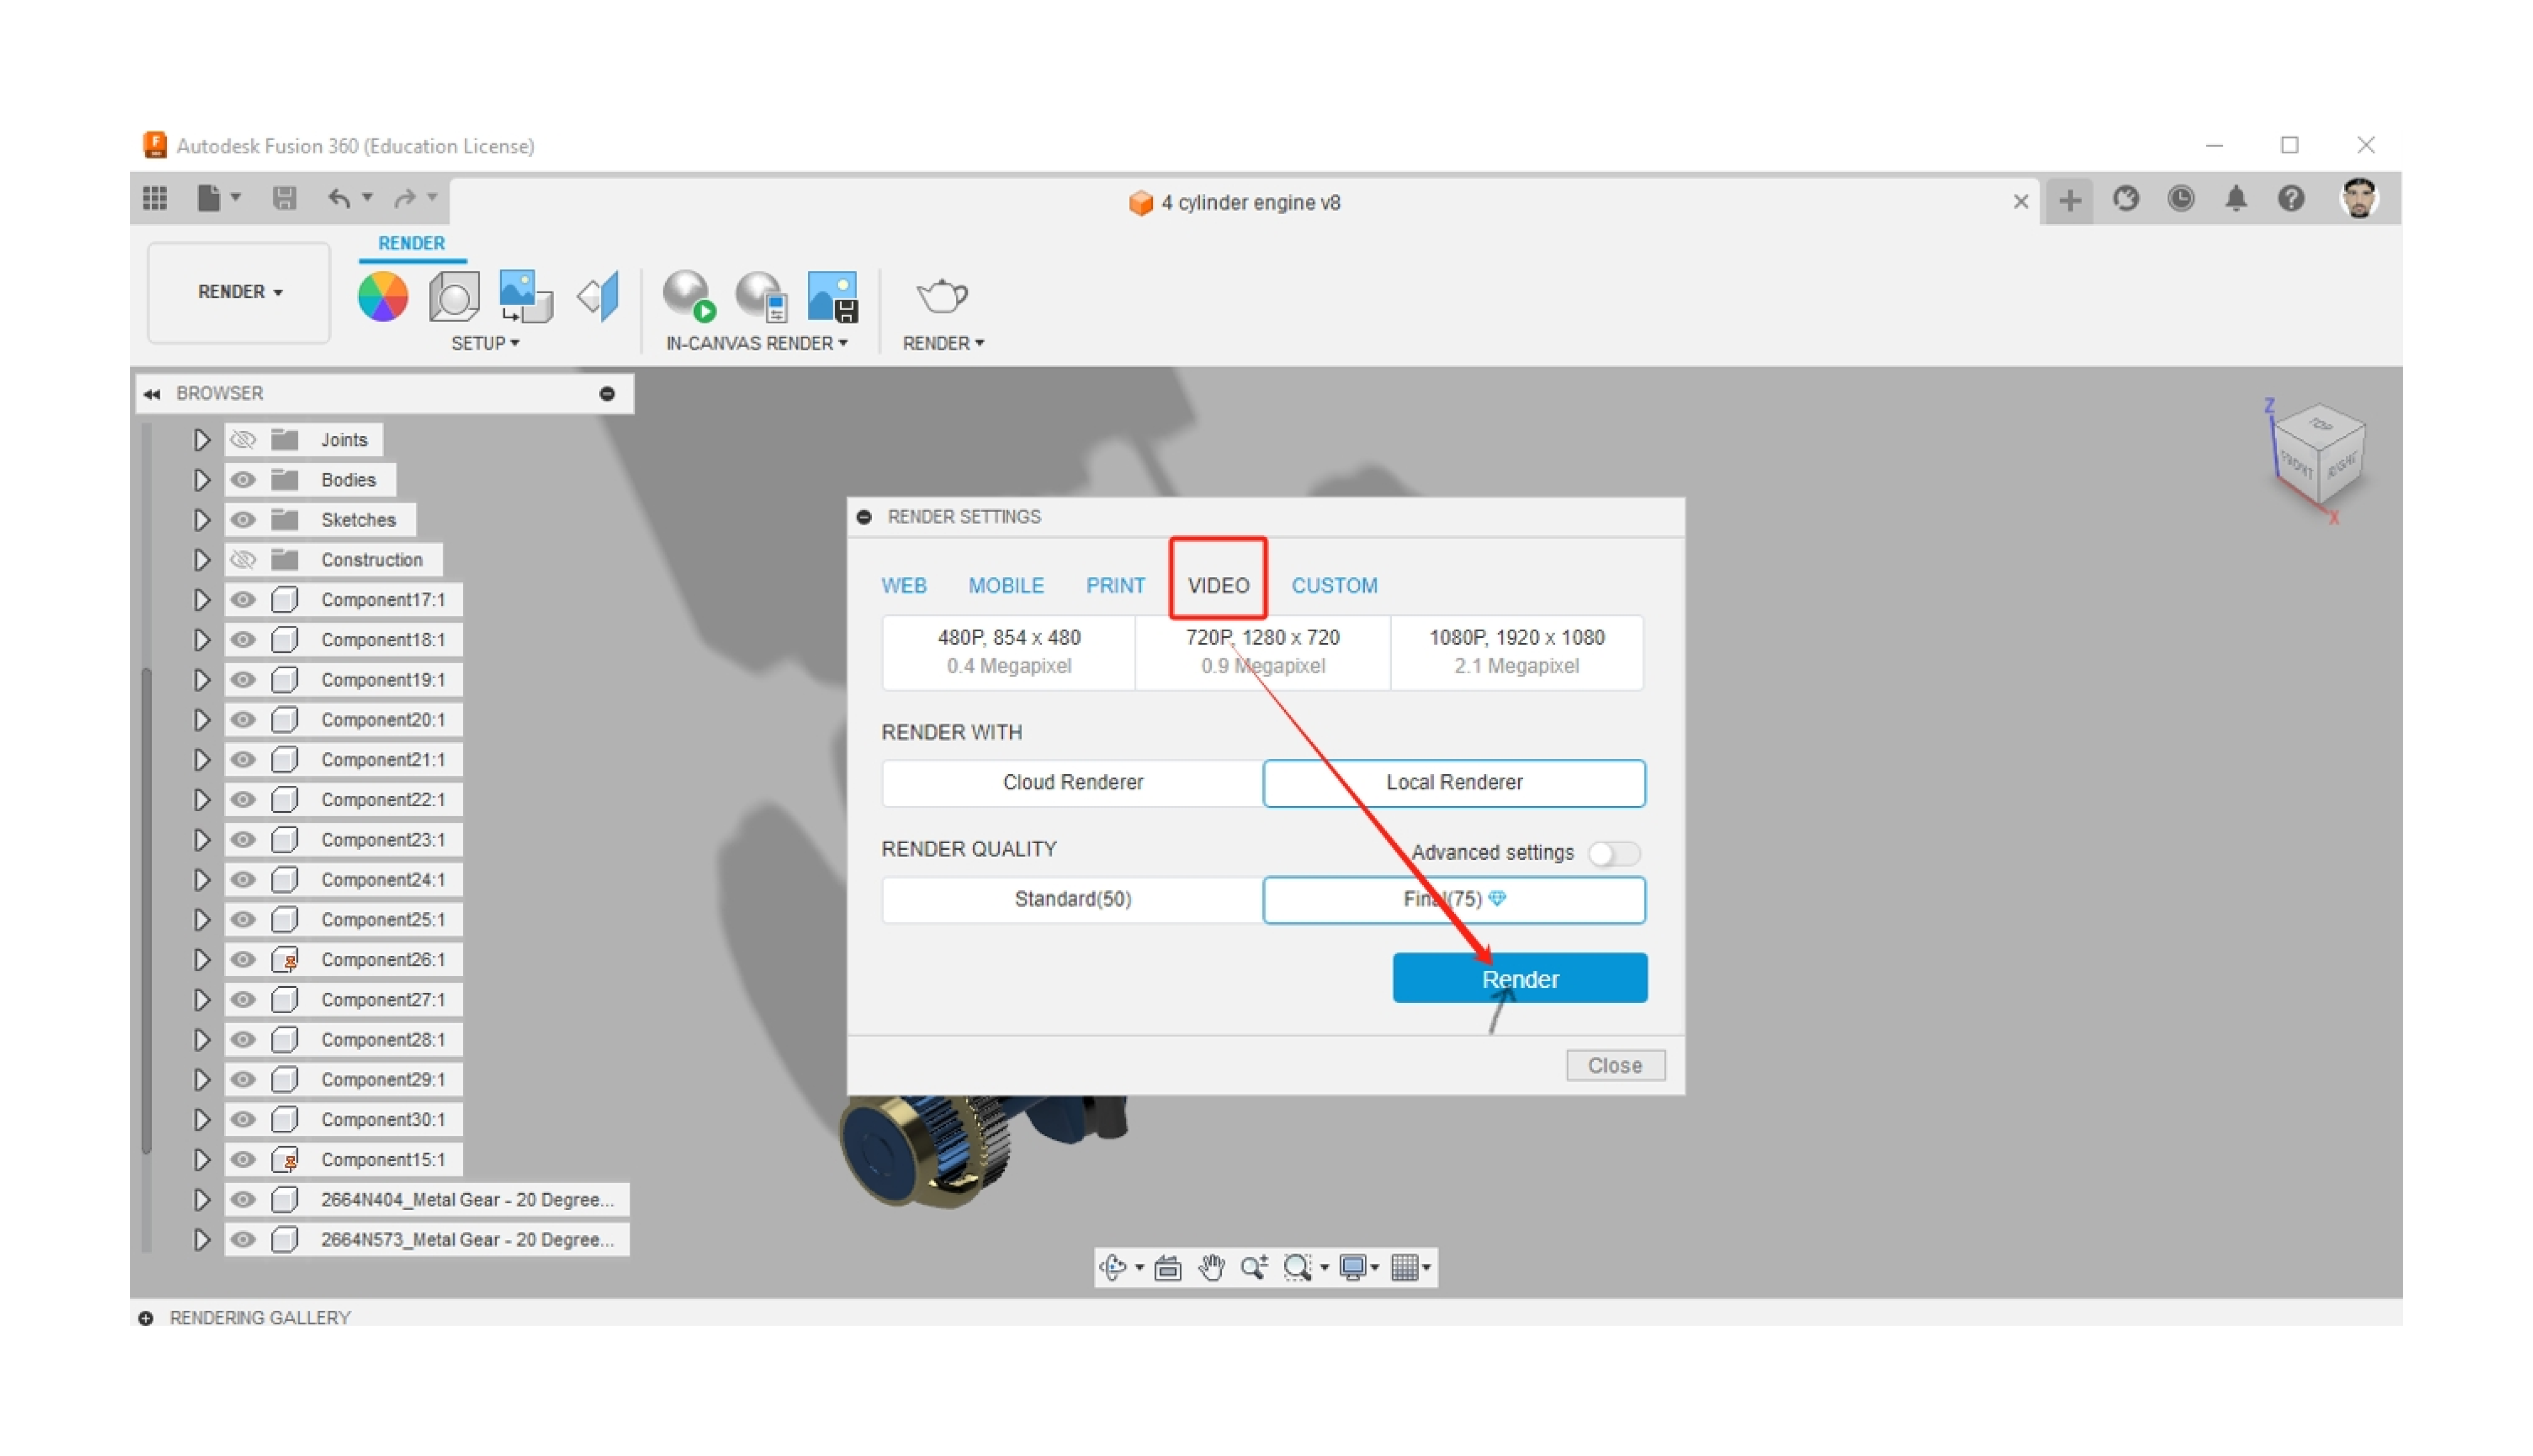 Autodesk Fusion 360 (Education License)
4 cylinder engine v8
RENDER
RENDER
SETUP
IN-CANVAS RENDER
RENDER
BROWSER
Joints
Bodies
Sketches
Construction
Component17:1
Component18:1
Component19:1
Component20:1
Component21:1
Component22:1
Component23:1
Component24:1
Component25:1
Component26:1
Component27:1
Component28:1
Component29:1
Component30:1
Component15:1
2664N404_Metal Gear - 20 Degree...
2664N573_Metal Gear - 20 Degree...
RENDER SETTINGS
WEB MOBILE PRINT VIDEO CUSTOM
480P, 854 x 480 720P, 1280 x 720 1080P, 1920 x 1080
0.4 Megapixel 0.9 Megapixel 2.1 Megapixel
RENDER WITH
Cloud Renderer Local Renderer
RENDER QUALITY Advanced settings
Standard(50) Final(75)
Render
Close
Z
TOP
FRONT RIGHT
X
RENDERING GALLERY